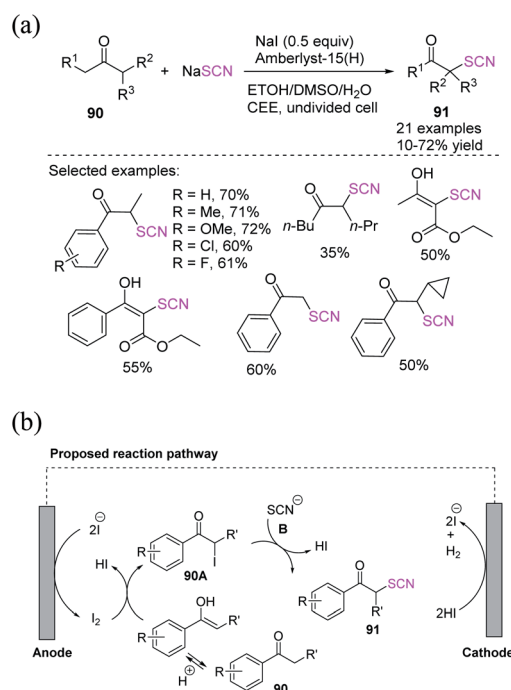 (a)
O
R1
R2
R3
90
+
NaSCN
NaI (0.5 equiv)
Amberlyst-15(H)
ETOH/DMSO/H2O
CEE, undivided cell
O
SCN
R1
R2 R3
91
21 examples
10-72% yield
Selected examples:
O
SCN
R
R = H, 70%
R = Me, 71%
R = OMe, 72%
R = Cl, 60%
R = F, 61%
O SCN
n-Bu n-Pr
35%
OH
SCN
O O
50%
OH
SCN
O O
55%
O
SCN
60%
O
SCN
50%
(b)
Proposed reaction pathway
2I⊖
HI
I2
Anode
O
R'
R I
90A
SCN⊖
B
HI
OH
R'
R
H⊕
O
R'
R
90
O
SCN
R R'
91
2I⊖
+
H2
2HI
Cathode